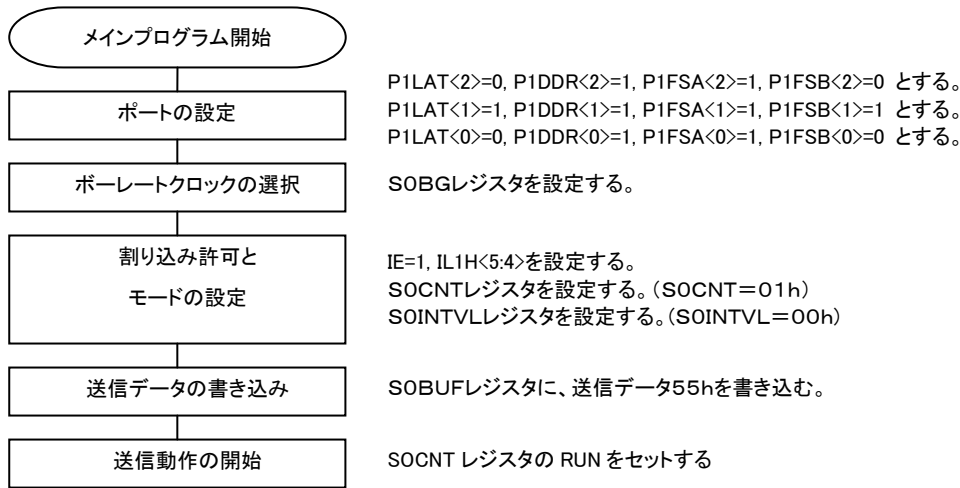 メインプログラム開始
ポートの設定
P1LAT<2>=0, P1DDR<2>=1, P1FSA<2>=1, P1FSB<2>=0 とする。
P1LAT<1>=1, P1DDR<1>=1, P1FSA<1>=1, P1FSB<1>=1 とする。
P1LAT<0>=0, P1DDR<0>=1, P1FSA<0>=1, P1FSB<0>=0 とする。
ボーレートクロックの選択
S0BGレジスタを設定する。
割り込み許可と
モードの設定
IE=1, IL1H<5:4>を設定する。
S0CNTレジスタを設定する。(S0CNT=01h)
S0INTVLレジスタを設定する。(S0INTVL=00h)
送信データの書き込み
S0BUFレジスタに、送信データ55hを書き込む。
送信動作の開始
S0CNT レジスタの RUN をセットする